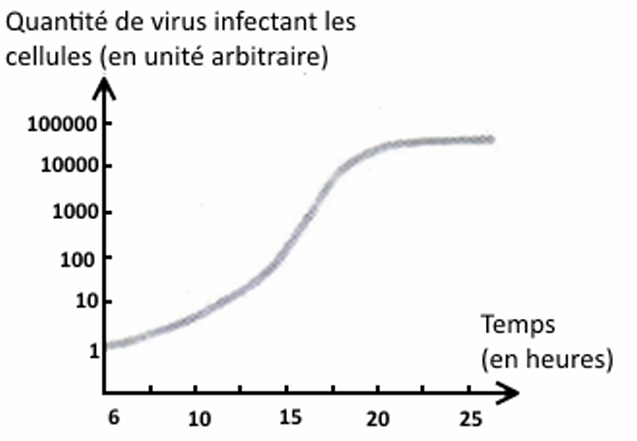 Quantité de virus infectant les
cellules (en unité arbitraire)
100000
10000
1000
100
10
1
Temps
(en heures)
6 10 15 20 25